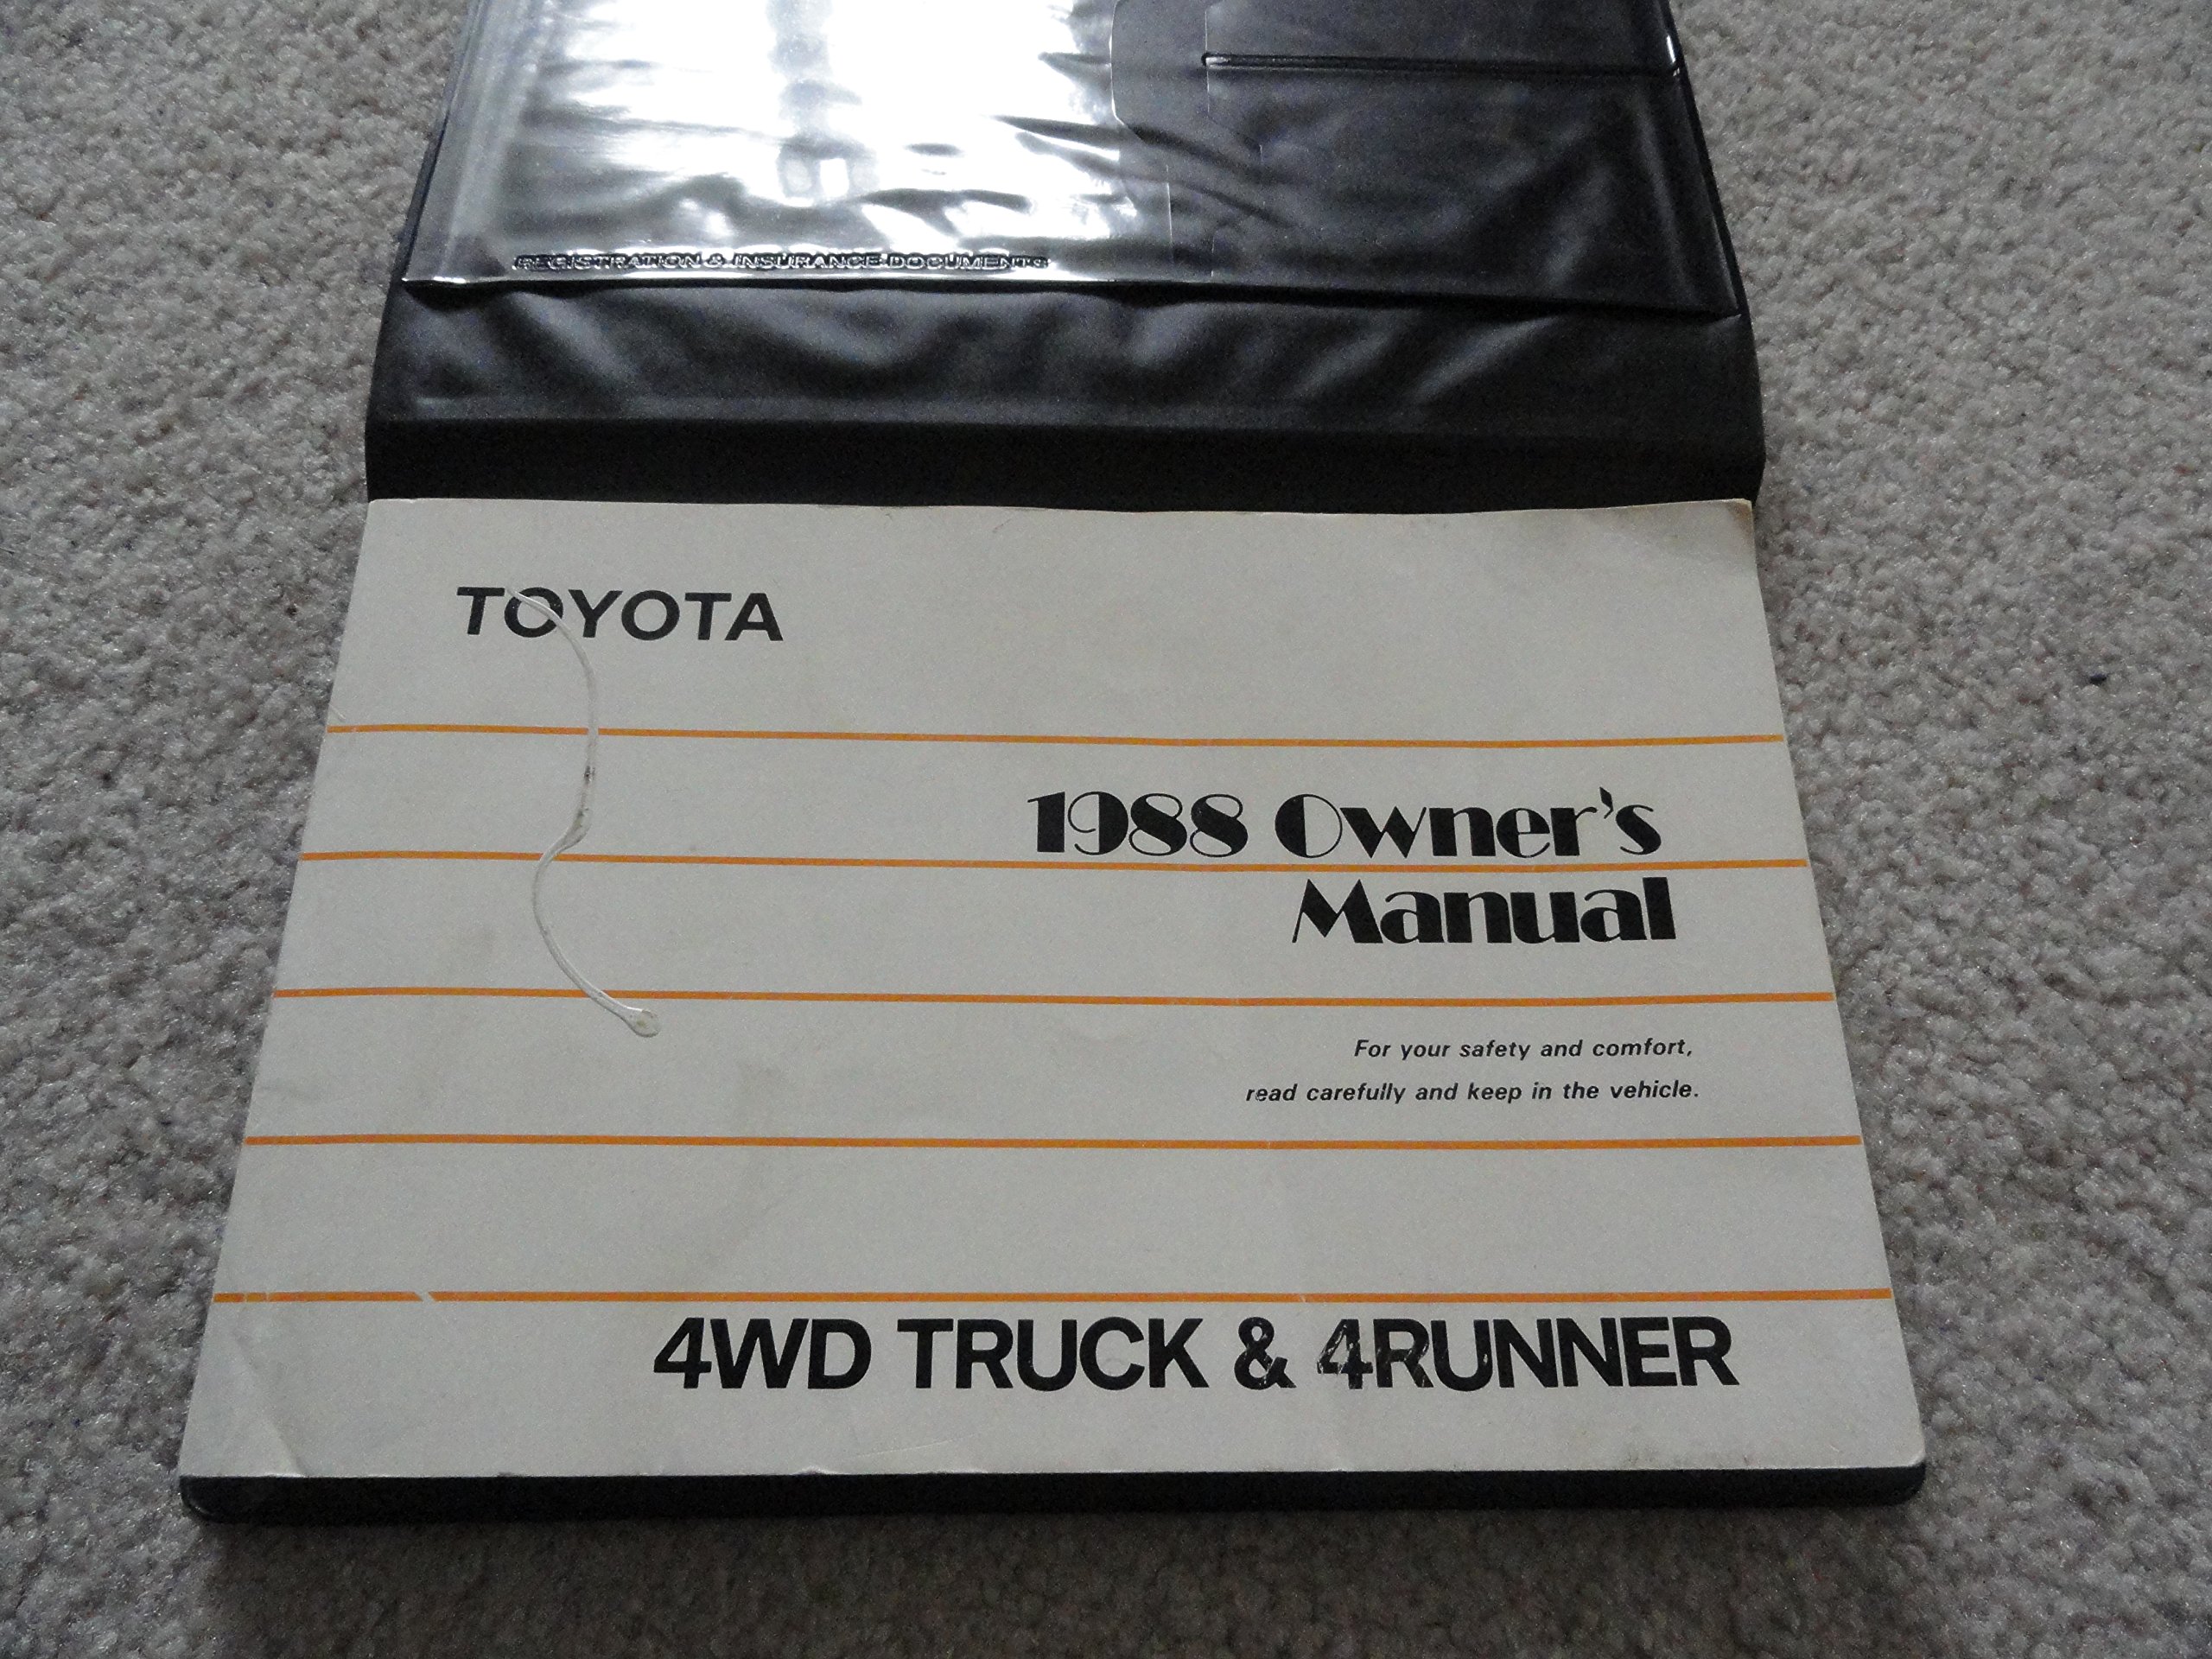 REGISTRATION & INSURANCE DOCUMENTS
TOYOTA
1988 Owner's
Manual
For your safety and comfort,
read carefully and keep in the vehicle.
4WD TRUCK & 4RUNNER